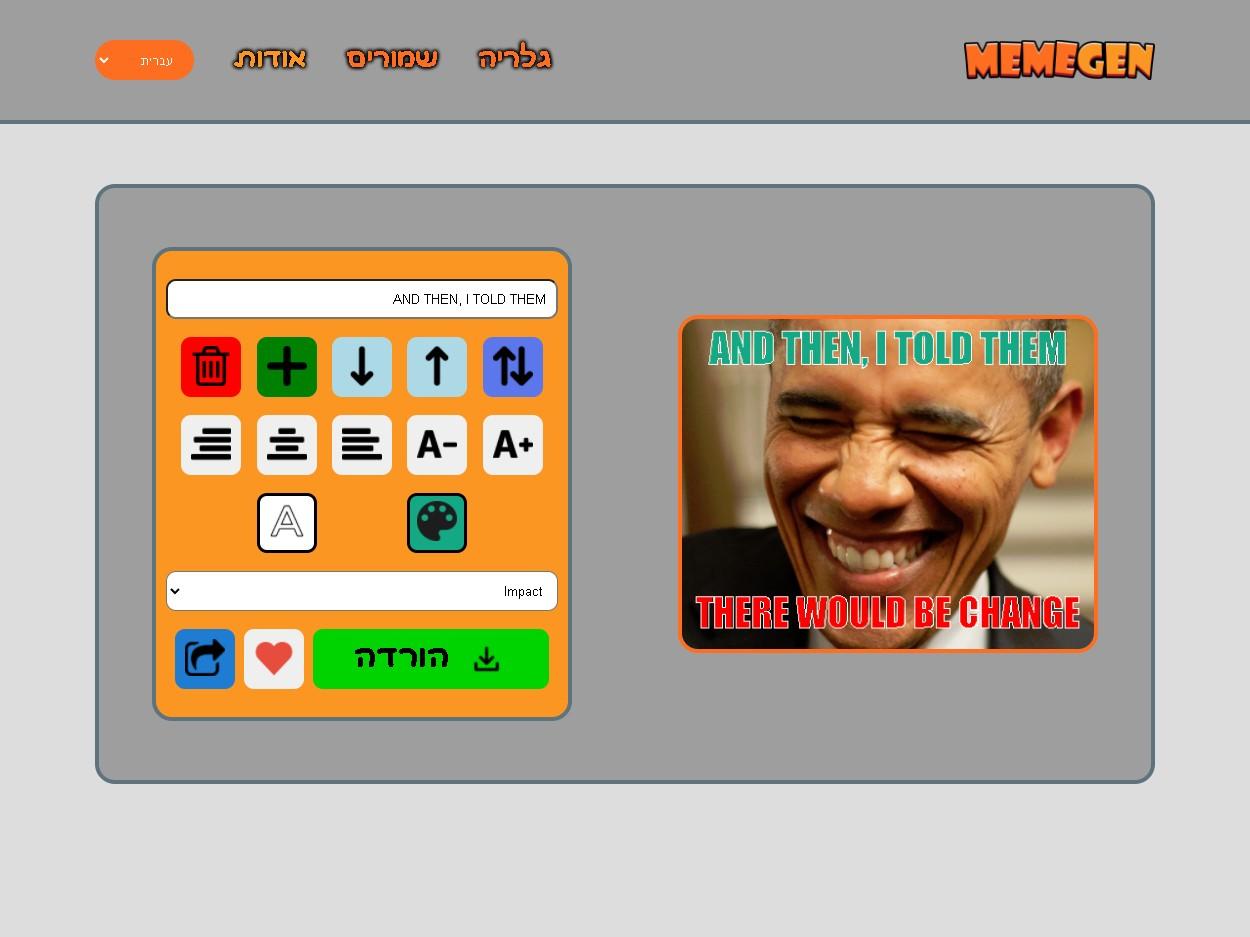 MEMEGEN
גלריה
שמורים
אודות
עברית
AND THEN, I TOLD THEM
A+
A-
A
Impact
הורדה
AND THEN, I TOLD THEM
THERE WOULD BE CHANGE